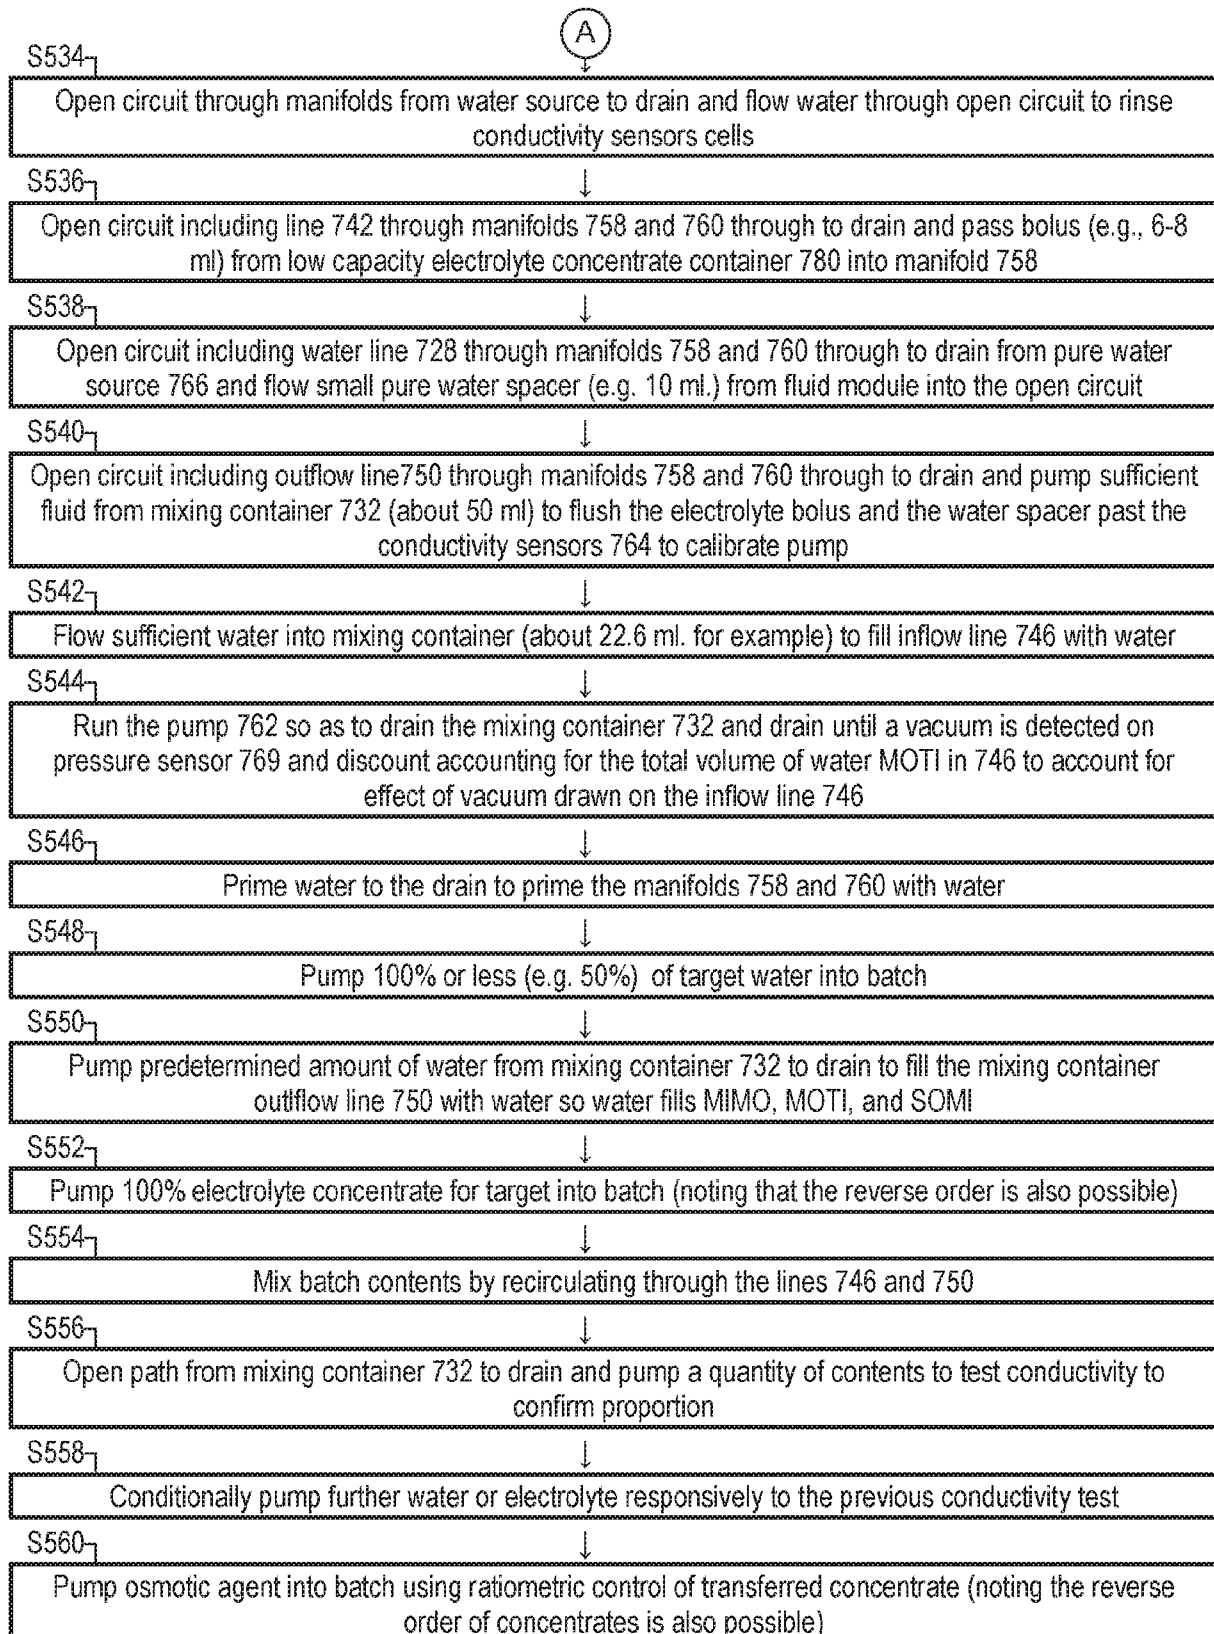 A
S534
Open circuit through manifolds from water source to drain and flow water through open circuit to rinse
conductivity sensors cells
↓
S536
Open circuit including line 742 through manifolds 758 and 760 through to drain and pass bolus (e.g., 6-8
ml) from low capacity electrolyte concentrate container 780 into manifold 758
↓
S538
Open circuit including water line 728 through manifolds 758 and 760 through to drain from pure water
source 766 and flow small pure water spacer (e.g. 10 ml.) from fluid module into the open circuit
↓
S540
Open circuit including outflow line750 through manifolds 758 and 760 through to drain and pump sufficient
fluid from mixing container 732 (about 50 ml) to flush the electrolyte bolus and the water spacer past the
conductivity sensors 764 to calibrate pump
↓
S542
Flow sufficient water into mixing container (about 22.6 ml. for example) to fill inflow line 746 with water
↓
S544
Run the pump 762 so as to drain the mixing container 732 and drain until a vacuum is detected on
pressure sensor 769 and discount accounting for the total volume of water MOTI in 746 to account for
effect of vacuum drawn on the inflow line 746
↓
S546
Prime water to the drain to prime the manifolds 758 and 760 with water
↓
S548
Pump 100% or less (e.g. 50%) of target water into batch
↓
S550
Pump predetermined amount of water from mixing container 732 to drain to fill the mixing container
outlflow line 750 with water so water fills MIMO, MOTI, and SOMI
↓
S552
Pump 100% electrolyte concentrate for target into batch (noting that the reverse order is also possible)
↓
S554
Mix batch contents by recirculating through the lines 746 and 750
↓
S556
Open path from mixing container 732 to drain and pump a quantity of contents to test conductivity to
confirm proportion
↓
S558
Conditionally pump further water or electrolyte responsively to the previous conductivity test
↓
S560
Pump osmotic agent into batch using ratiometric control of transferred concentrate (noting the reverse
order of concentrates is also possible)